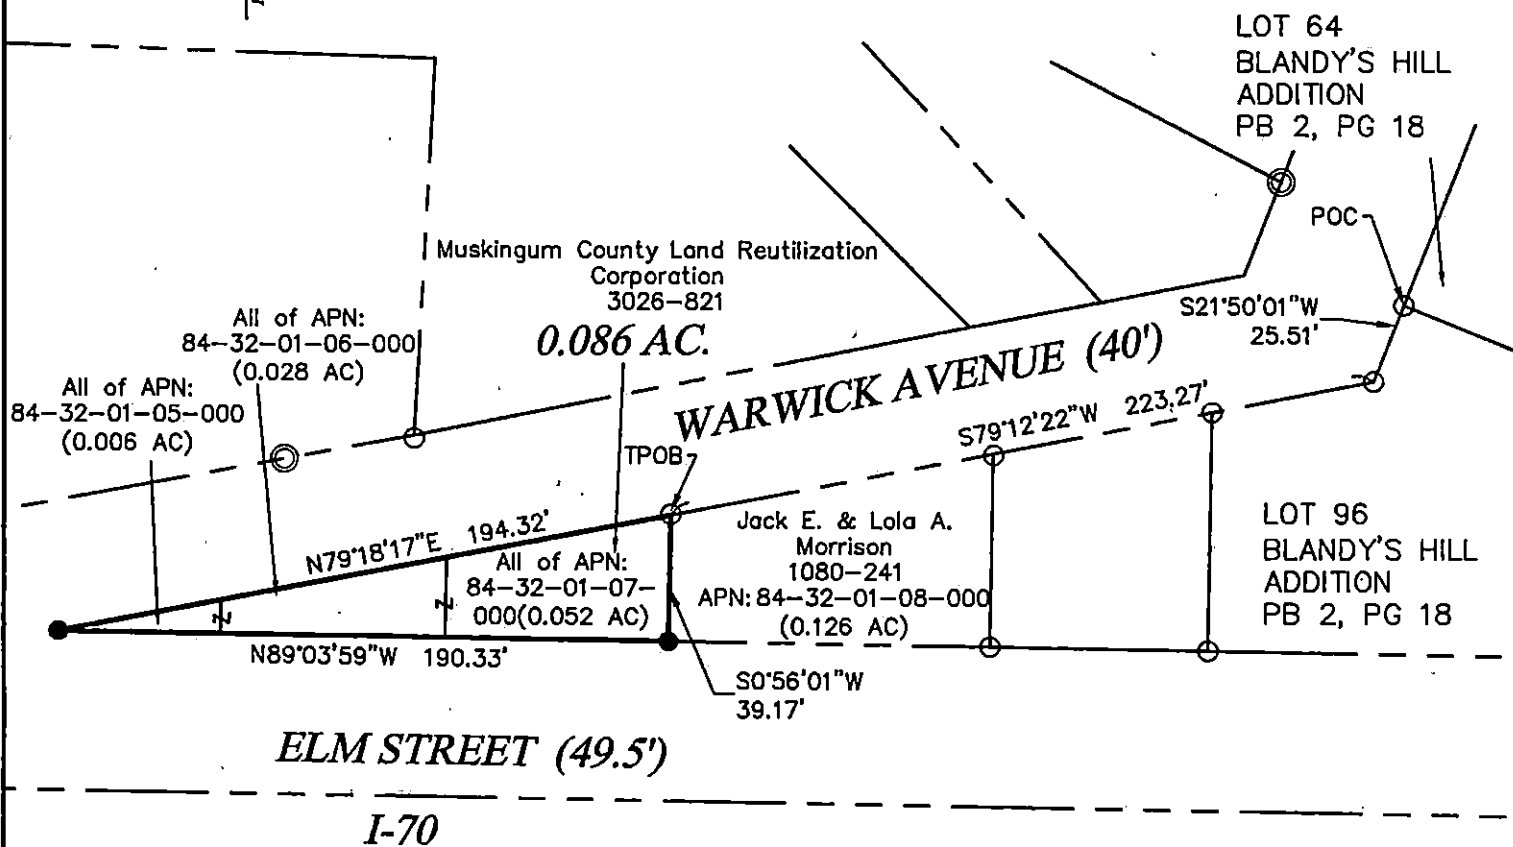 LOT 64
BLANDY'S HILL
ADDITION
PB 2, PG 18
POC
S21°50'01"W
25.51'
Muskingum County Land Reutilization
Corporation
3026-821
0.086 AC.
All of APN:
84-32-01-06-000
(0.028 AC)
All of APN:
84-32-01-05-000
(0.006 AC)
WARWICK AVENUE (40')
S79°12'22"W 223.27'
TPOB
N79°18'17"E 194.32'
All of APN:
84-32-01-07-
000(0.052 AC)
Jack E. & Lola A.
Morrison
1080-241
APN: 84-32-01-08-000
(0.126 AC)
LOT 96
BLANDY'S HILL
ADDITION
PB 2, PG 18
N89°03'59"W 190.33'
S0°56'01"W
39.17'
ELM STREET (49.5')
I-70